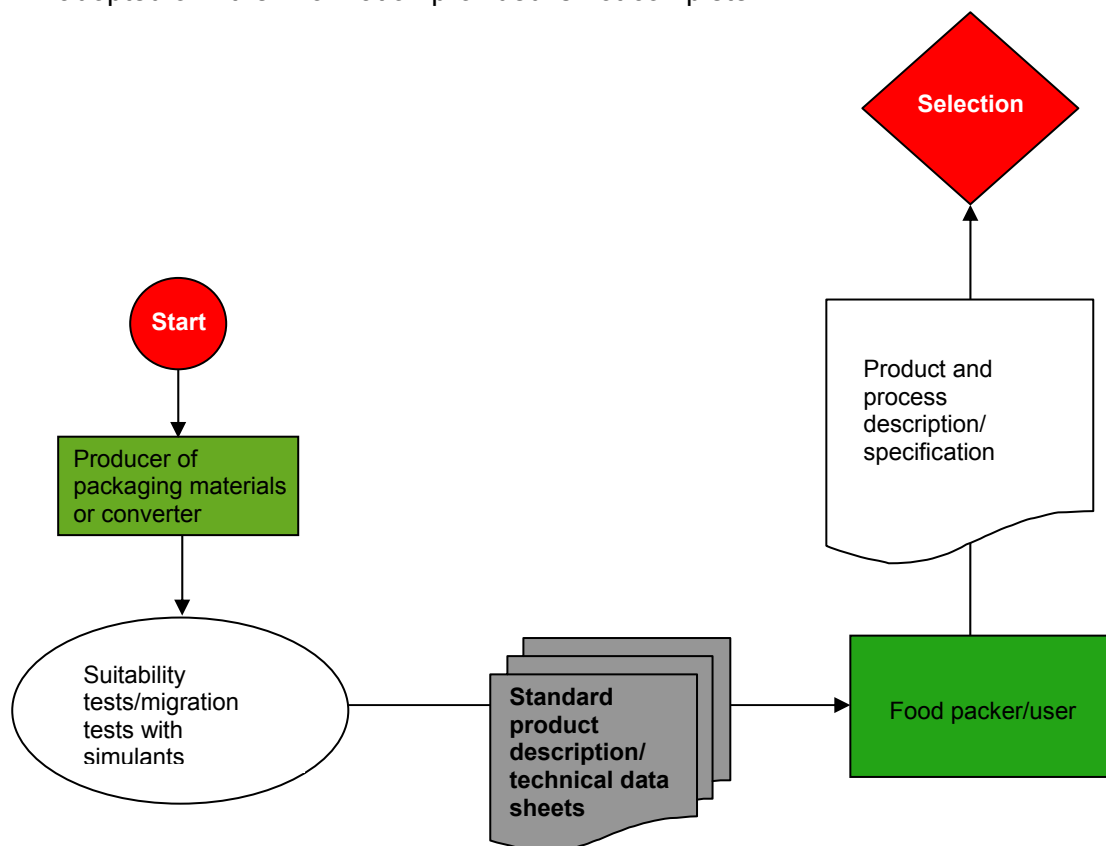 adopted
Selection
Start
Product and
process
description/
specification
Producer of
packaging materials
or converter
Suitability
tests/migration
tests with
simulants
Standard
product
description/
technical data
sheets
Food packer/user